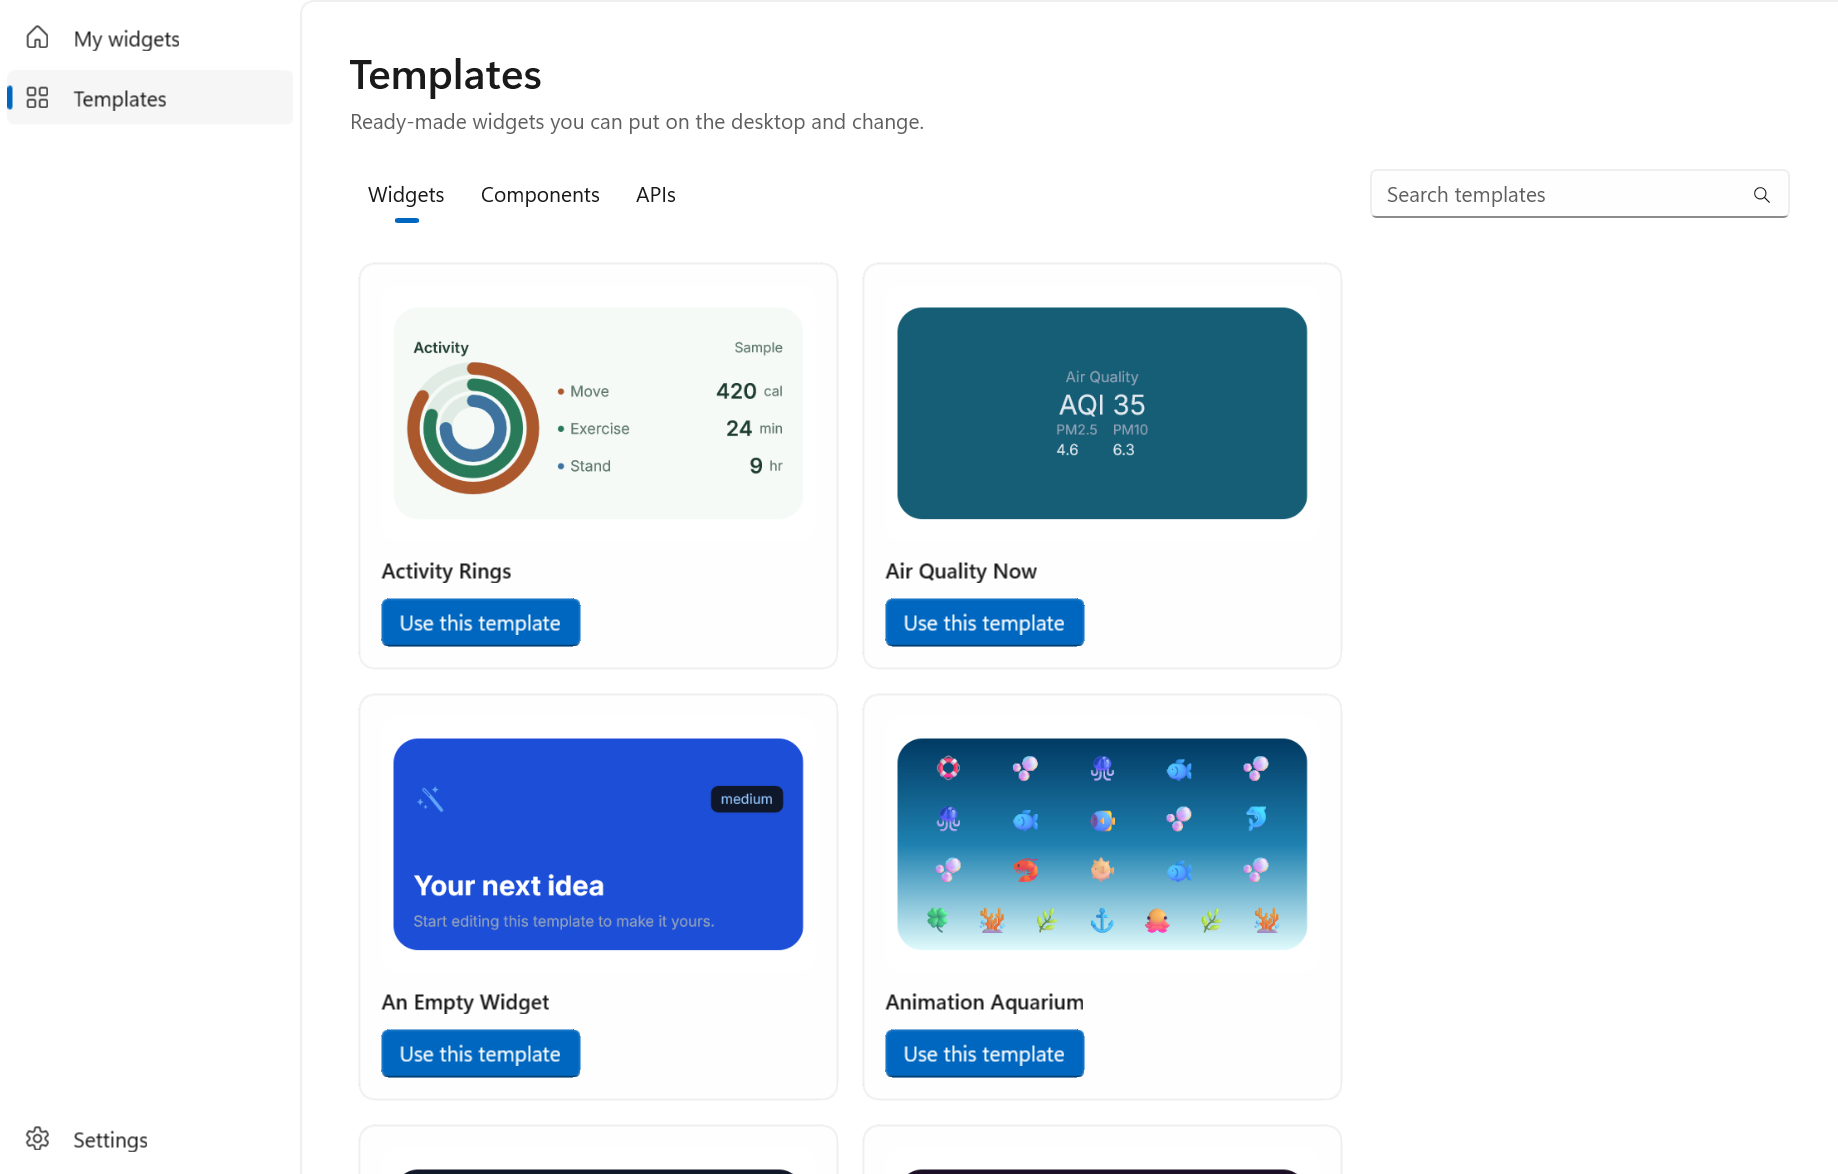 My widgets
Templates
Settings
Templates
Ready-made widgets you can put on the desktop and change.
Widgets Components APIs
Search templates
Activity Sample
Move 420 cal
Exercise 24 min
Stand 9 hr
Activity Rings
Use this template
Air Quality
AQI 35
PM2.5 PM10
4.6 6.3
Air Quality Now
Use this template
medium
Your next idea
Start editing this template to make it yours.
An Empty Widget
Use this template
Animation Aquarium
Use this template